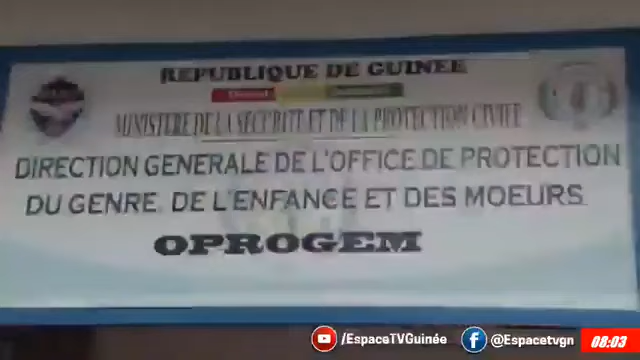 REPUBLIQUE DE GUINEE
MINISTERE DE LA SECURITE ET DE LA PROTECTION CIVILE
DIRECTION GENERALE DE L'OFFICE DE PROTECTION
DU GENRE, DE L'ENFANCE ET DES MOEURS
OPROGEM
/EspaceTVGuinée
@Espacetvgn
08:03